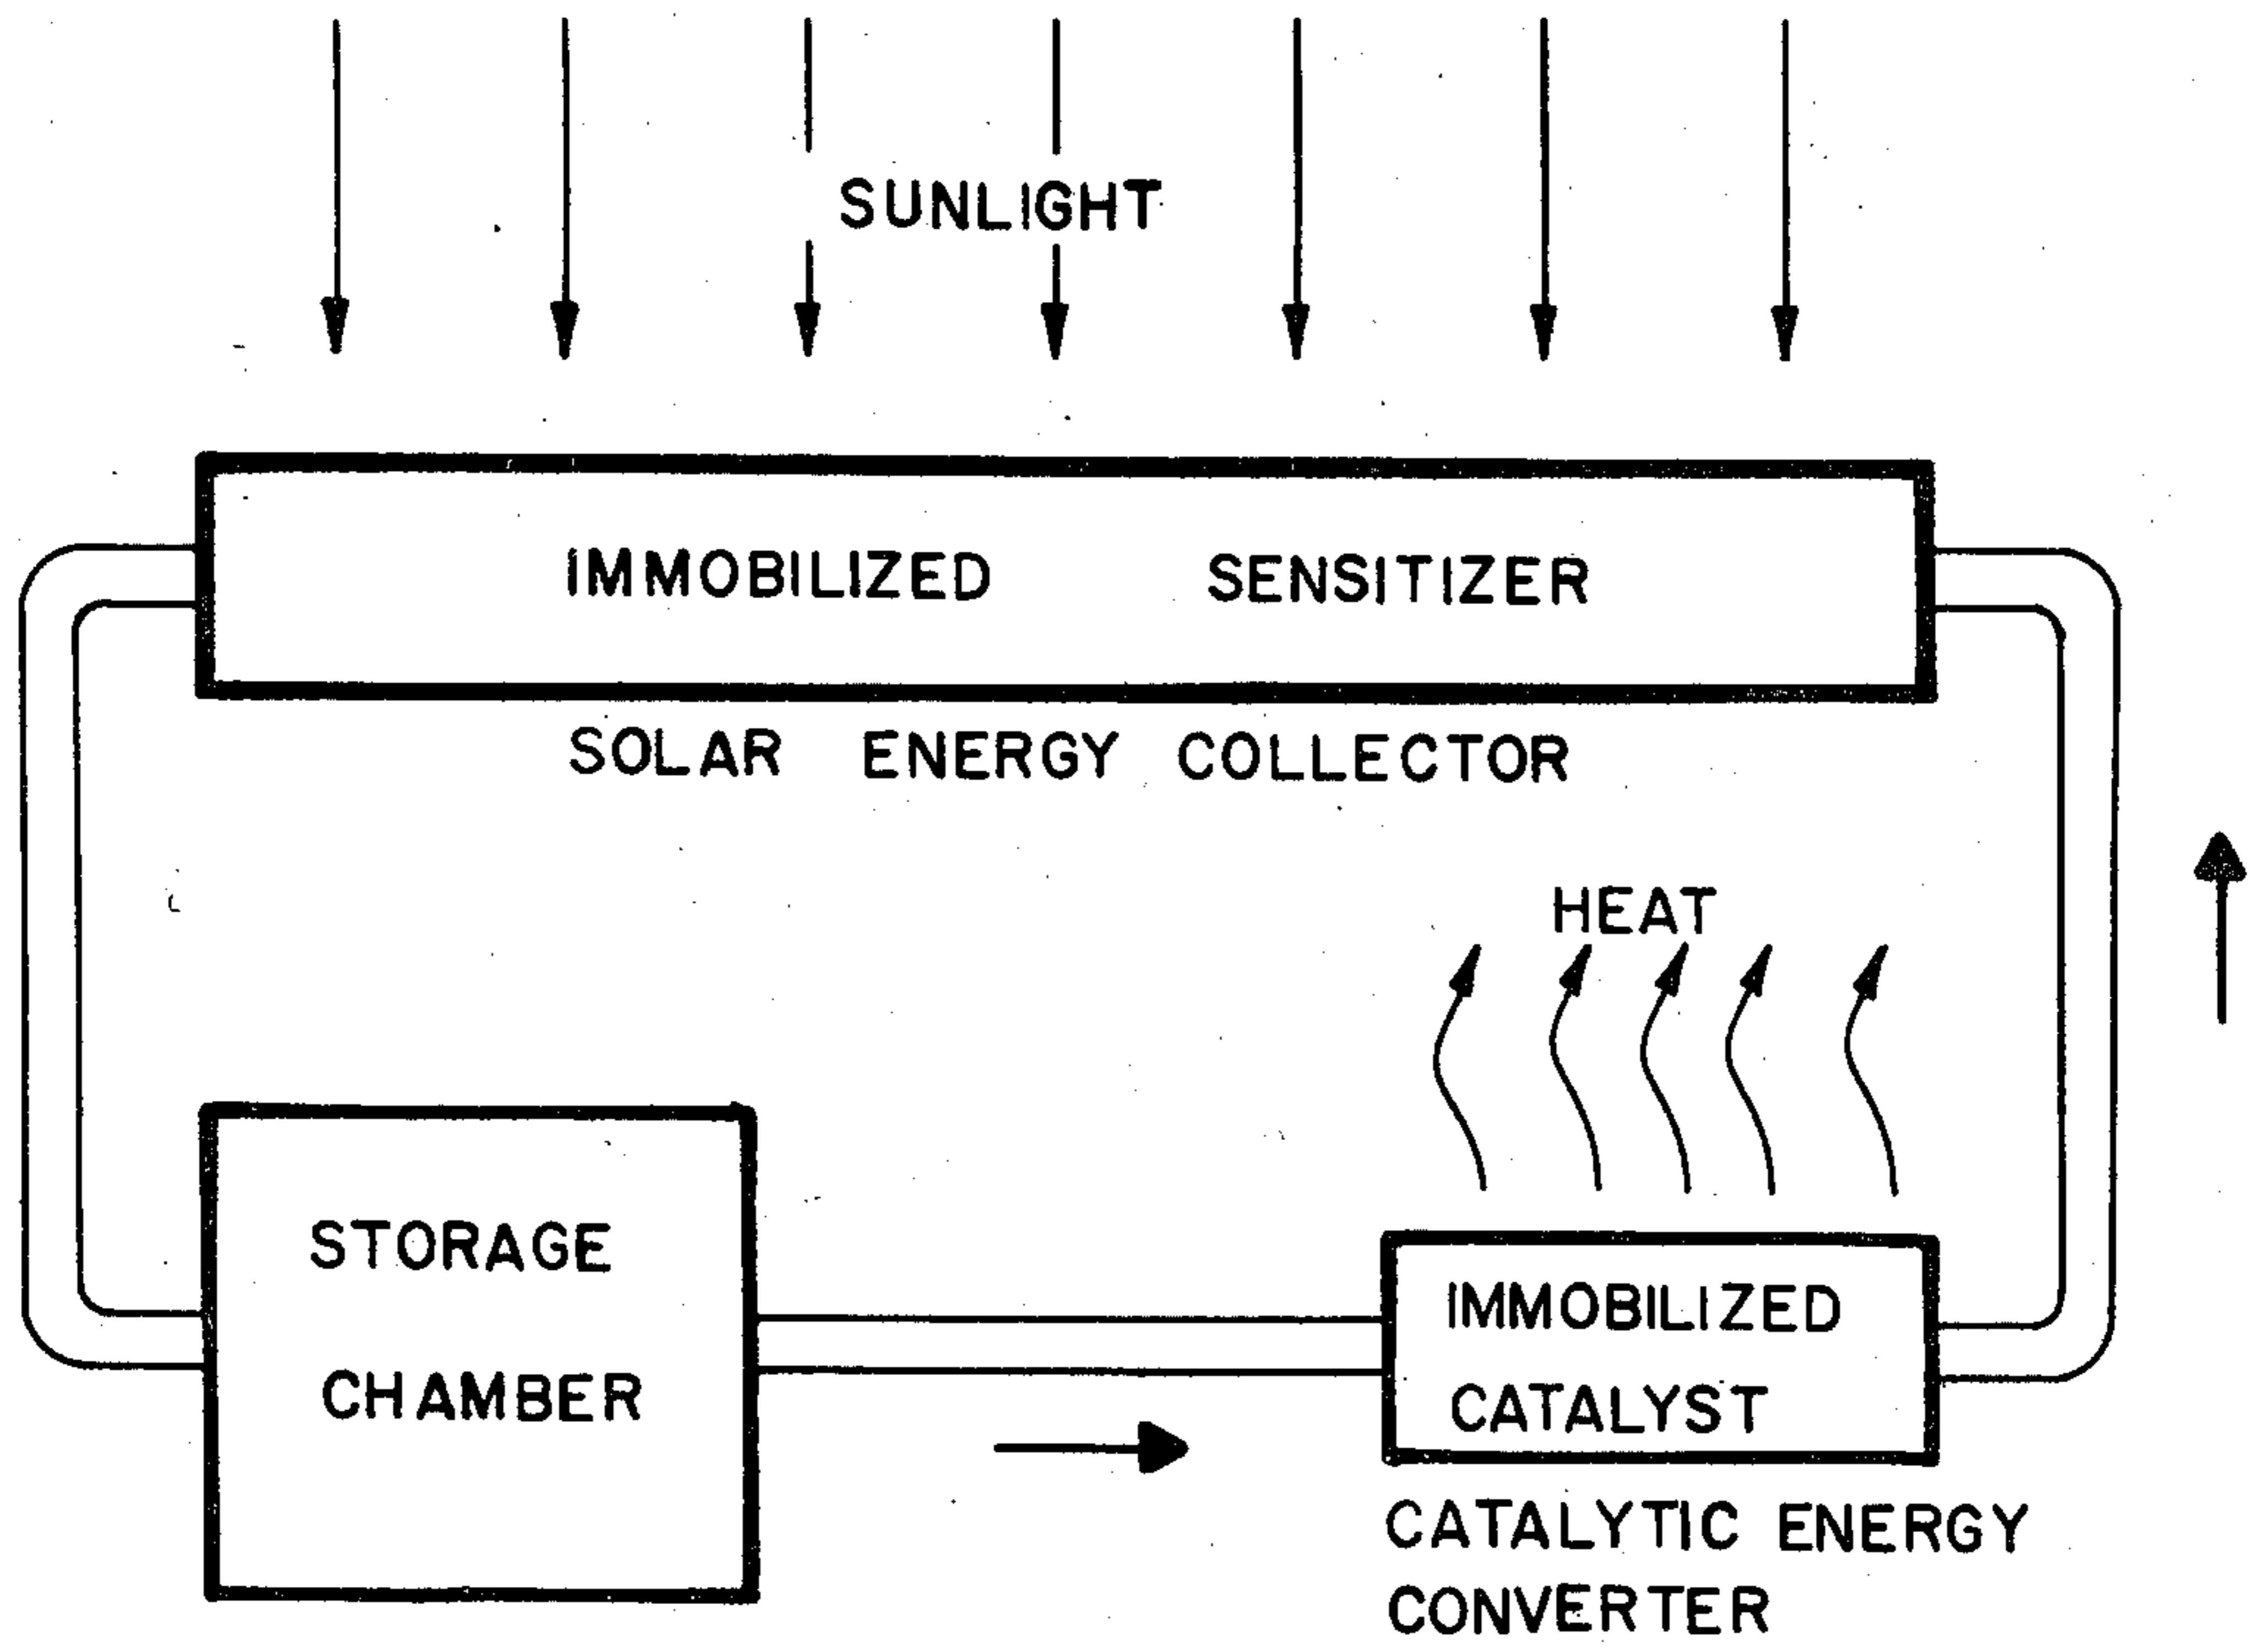 SUNLIGHT
IMMOBILIZED SENSITIZER
SOLAR ENERGY COLLECTOR
HEAT
STORAGE
CHAMBER
IMMOBILIZED
CATALYST
CATALYTIC ENERGY
CONVERTER